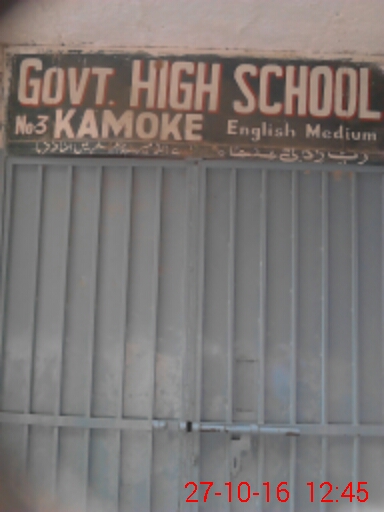 GOVT. HIGH SCHOOL
No3 KAMOKE English Medium
27-10-16 12:45